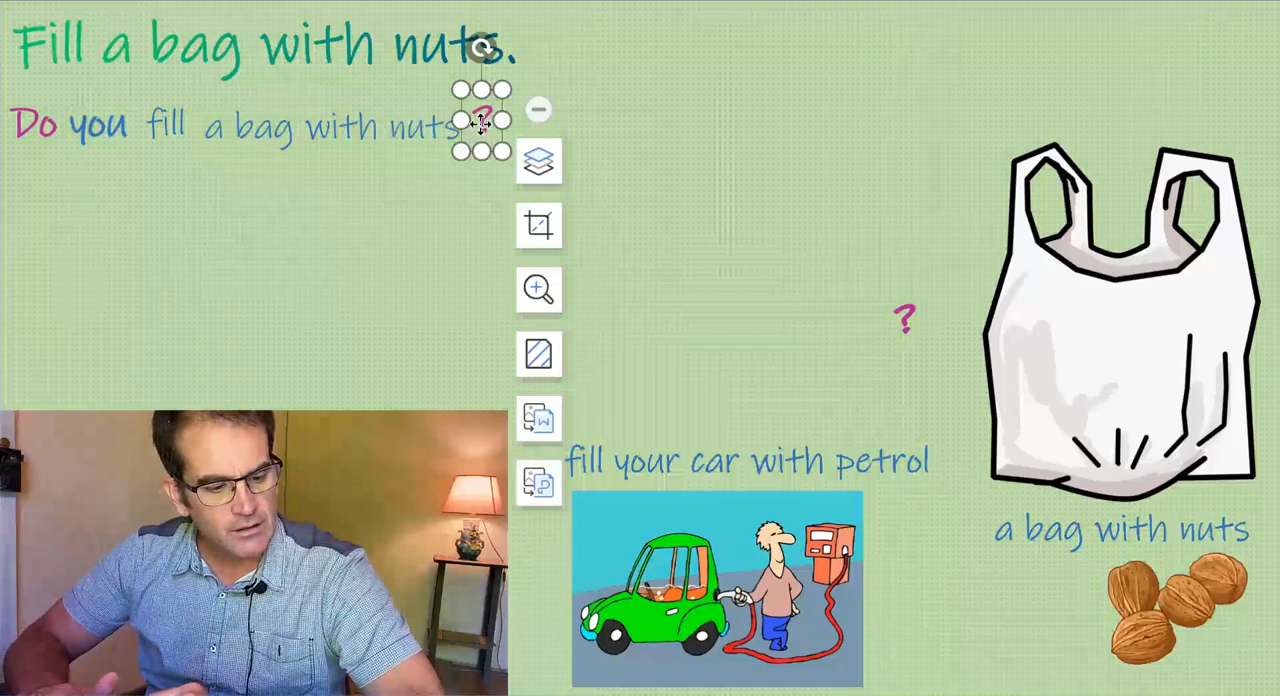 Fill a bag with nuts.
Do you fill a bag with nuts ?
?
fill your car with petrol
a bag with nuts